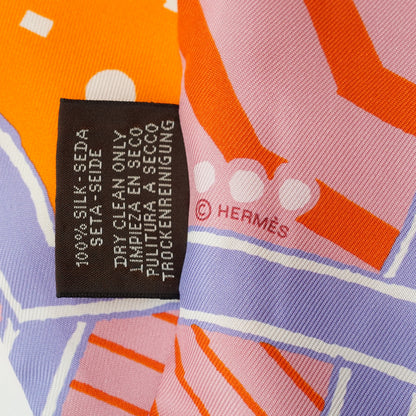 100% SILK - SEDA
SETA - SEIDE
DRY CLEAN ONLY
LIMPIEZA EN SECO
PULITURA A SECCO
TROCKENREINIGUNG
© HERMÈS